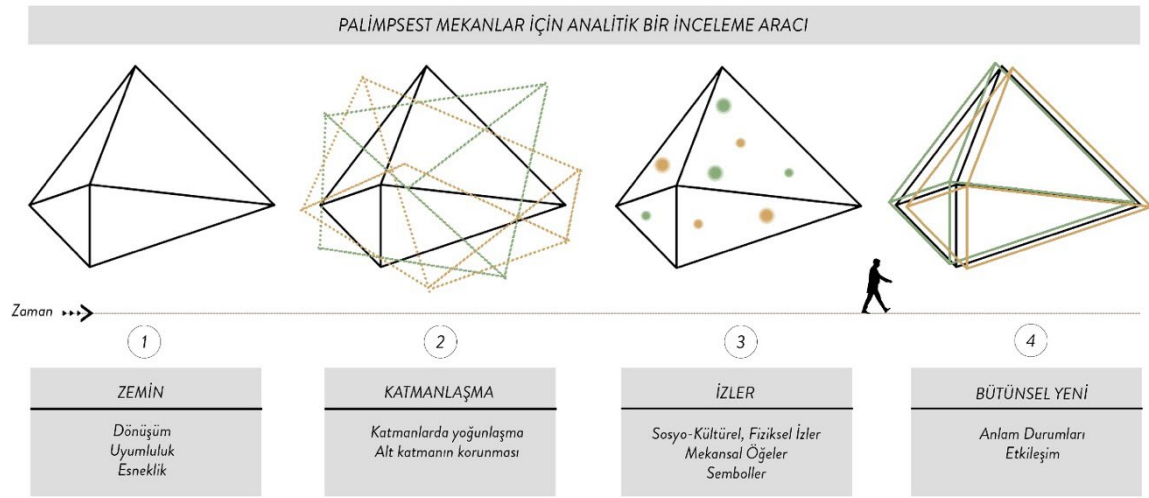 PALİMPSEST MEKANLAR İÇİN ANALİTİK BİR İNCELEME ARACI
Zaman
1
2
3
4
ZEMİN
Dönüşüm
Uyumluluk
Esneklik
KATMANLAŞMA
Katmanlarda yoğunlaşma
Alt katmanın korunması
İZLER
Sosyo-Kültürel, Fiziksel İzler
Mekansal Öğeler
Semboller
BÜTÜNSEL YENİ
Anlam Durumları
Etkileşim